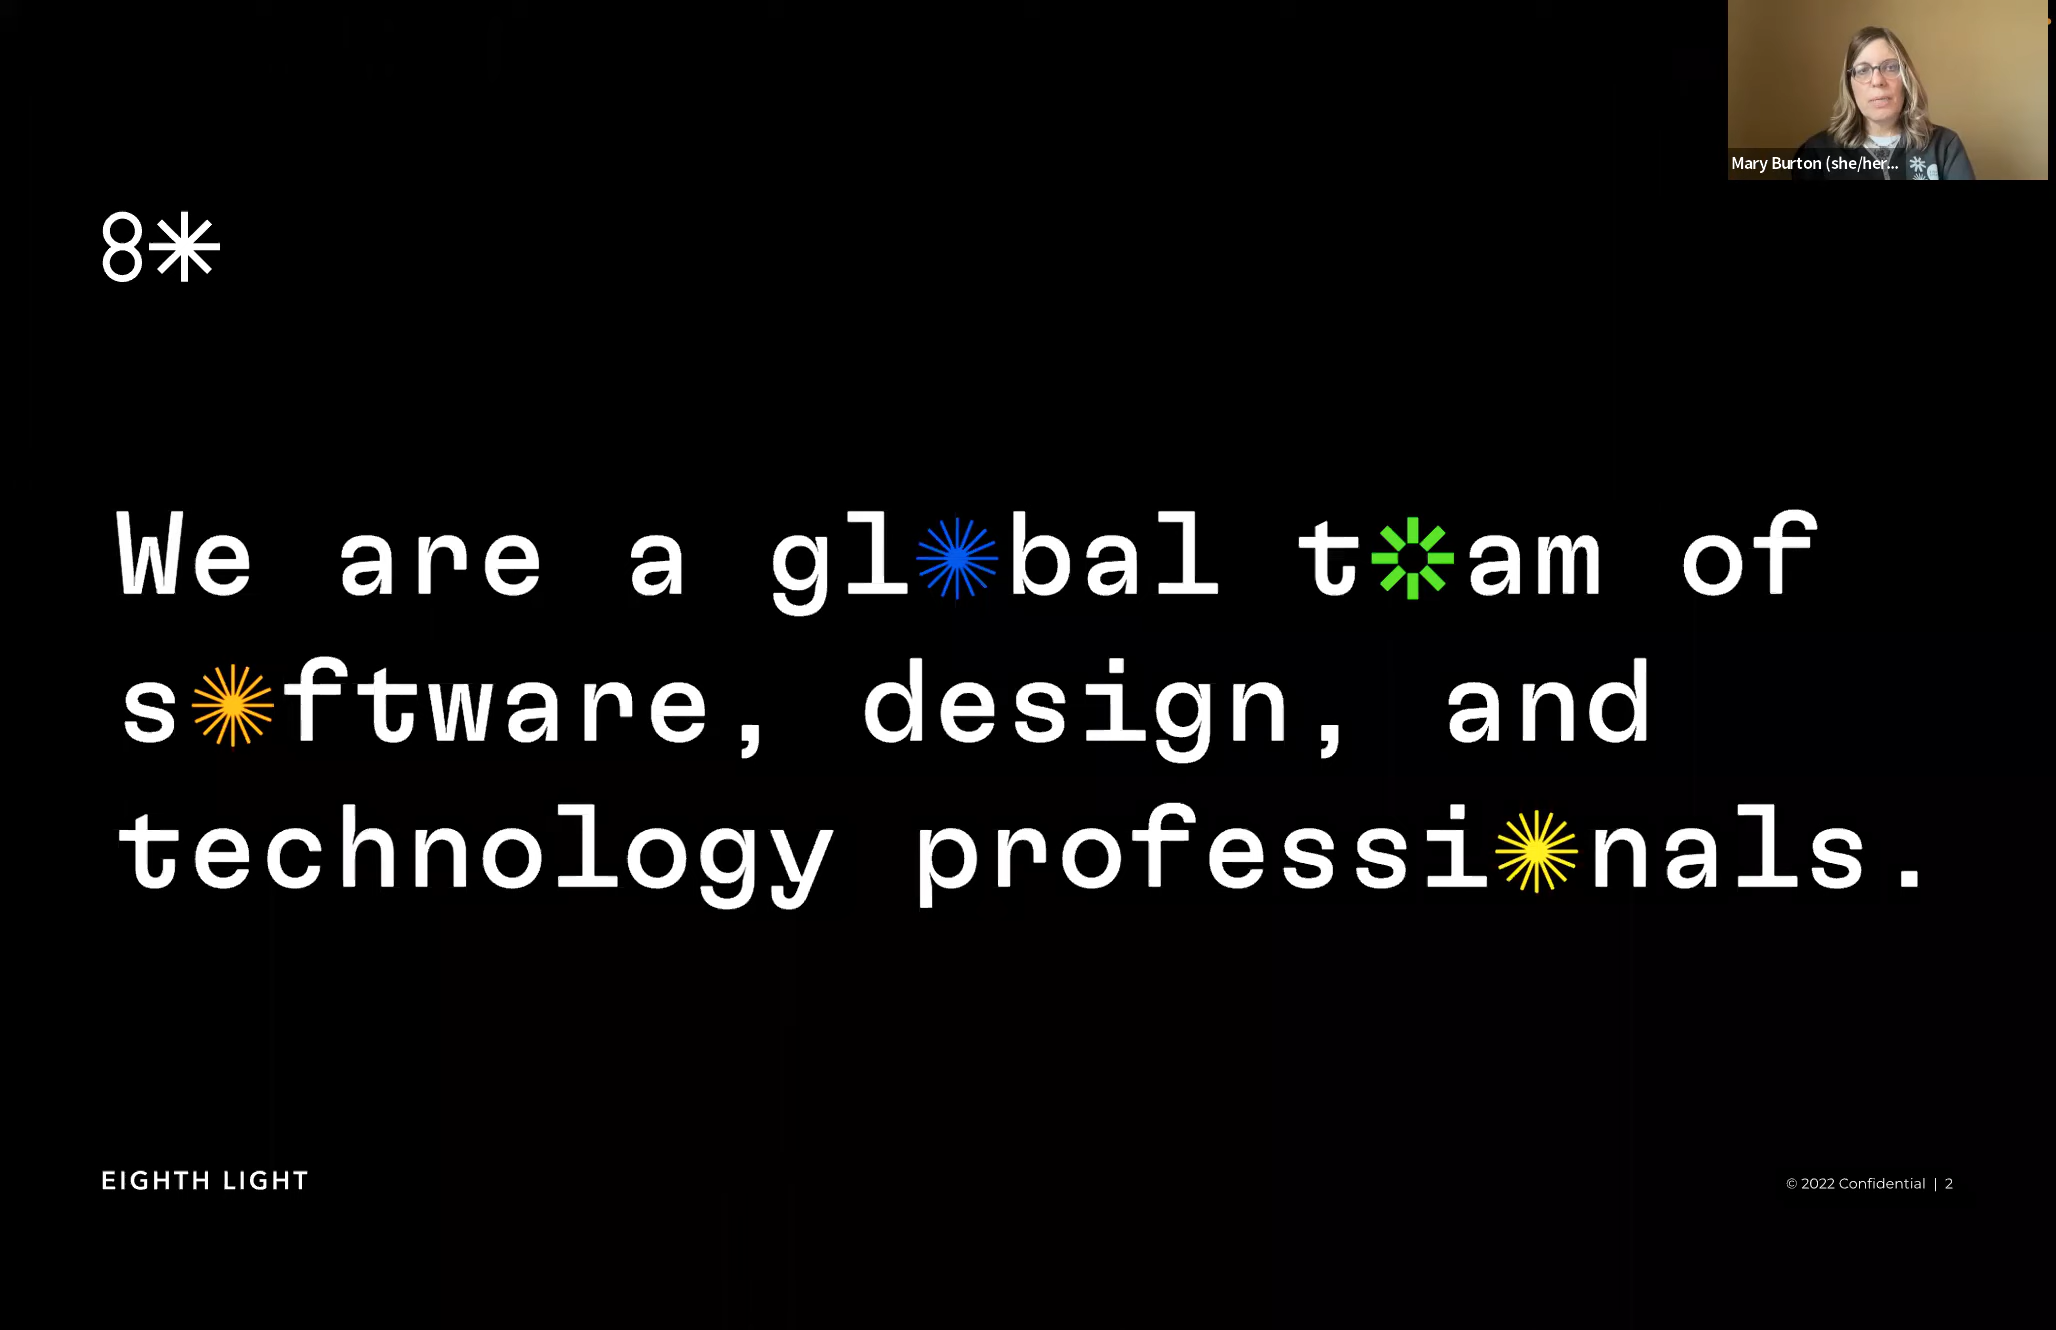 Mary Burton (she/her...
8*
We are a gl*bal t*am of
s*ftware, design, and
technology professi*nals.
EIGHTH LIGHT
© 2022 Confidential | 2